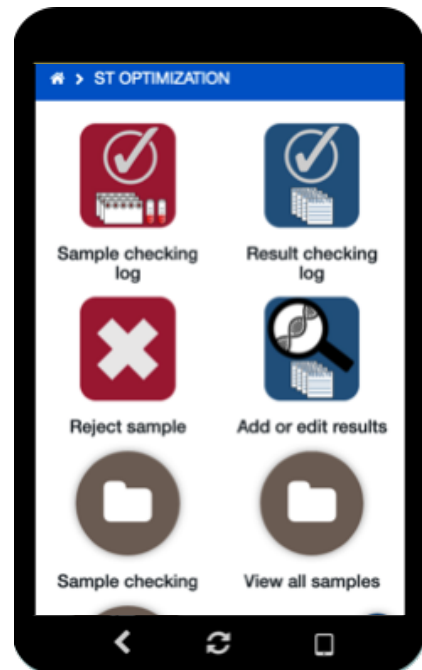 ST OPTIMIZATION
Sample checking
log
Result checking
log
Reject sample
Add or edit results
Sample checking
View all samples